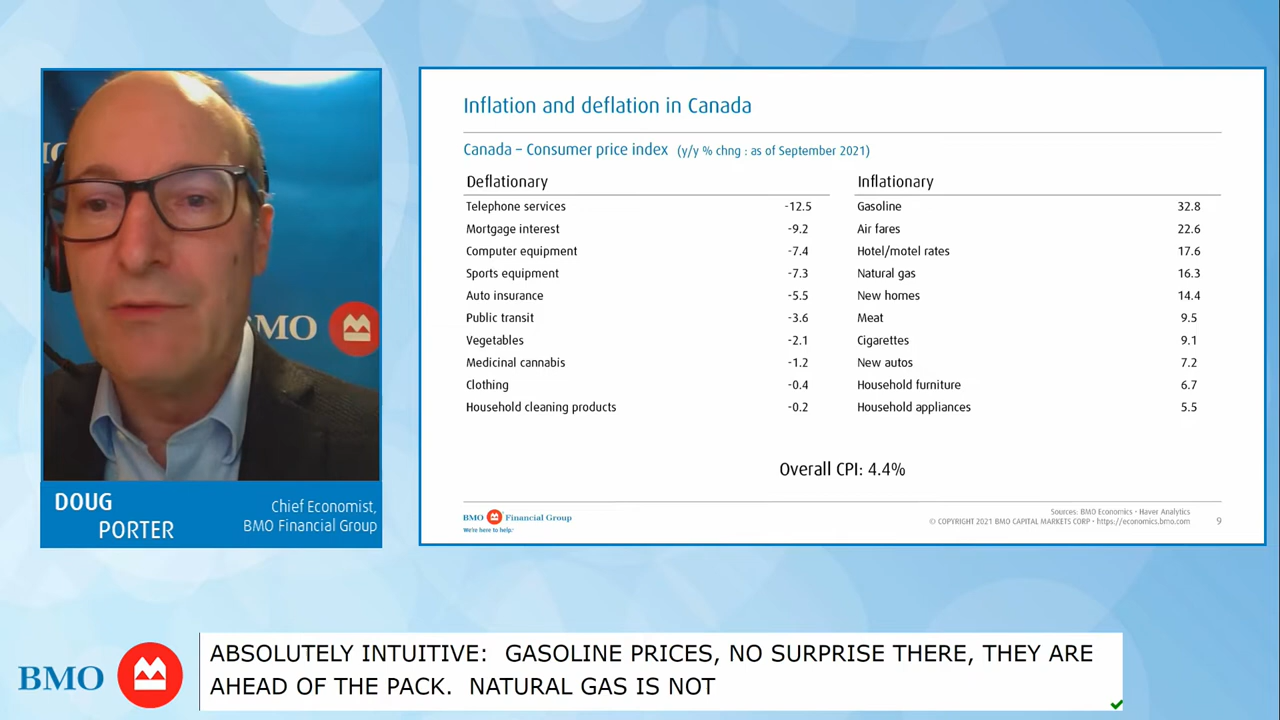 Inflation and deflation in Canada
Canada – Consumer price index (y/y % chng : as of September 2021)
Deflationary
Telephone services -12.5
Mortgage interest -9.2
Computer equipment -7.4
Sports equipment -7.3
Auto insurance -5.5
Public transit -3.6
Vegetables -2.1
Medicinal cannabis -1.2
Clothing -0.4
Household cleaning products -0.2
Inflationary
Gasoline 32.8
Air fares 22.6
Hotel/motel rates 17.6
Natural gas 16.3
New homes 14.4
Meat 9.5
Cigarettes 9.1
New autos 7.2
Household furniture 6.7
Household appliances 5.5
Overall CPI: 4.4%
BMO Financial Group
We're here to help.
Sources: BMO Economics • Haver Analytics
© COPYRIGHT 2021 BMO CAPITAL MARKETS CORP • https://economics.bmo.com
9
BMO
DOUG
PORTER
Chief Economist,
BMO Financial Group
BMO
ABSOLUTELY INTUITIVE: GASOLINE PRICES, NO SURPRISE THERE, THEY ARE
AHEAD OF THE PACK. NATURAL GAS IS NOT